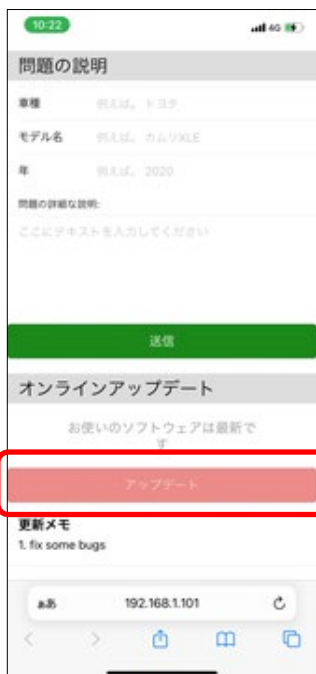 10:22
4G
問題の説明
車種 例えば、トヨタ
モデル名 例えば、カムリXLE
年 例えば、2020
問題の詳細な説明:
ここにテキストを入力してください
送信
オンラインアップデート
お使いのソフトウェアは最新で
す
アップデート
更新メモ
1. fix some bugs
ぁあ 192.168.1.101